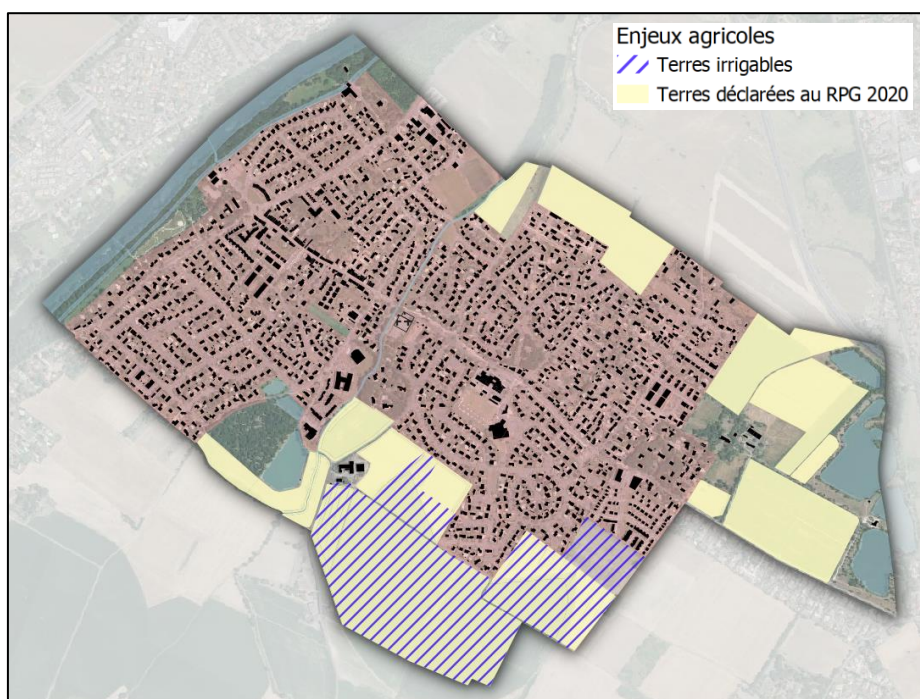 Enjeux agricoles
Terres irrigables
Terres déclarées au RPG 2020